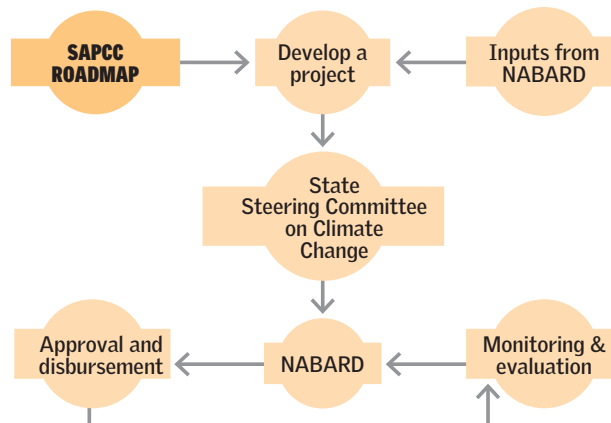 SAPCC
ROADMAP
Develop a
project
Inputs from
NABARD
State
Steering Committee
on Climate
Change
Approval and
disbursement
NABARD
Monitoring &
evaluation